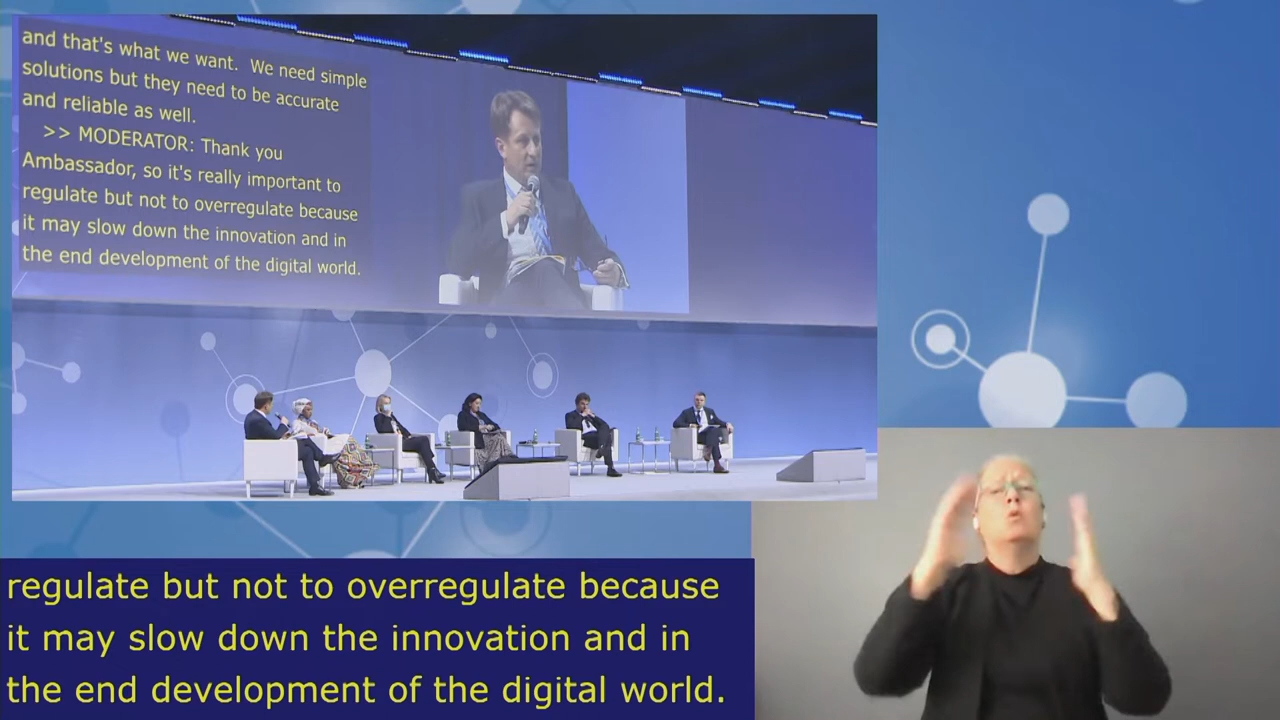 and that's what we want. We need simple
solutions but they need to be accurate
and reliable as well.
>> MODERATOR: Thank you
Ambassador, so it's really important to
regulate but not to overregulate because
it may slow down the innovation and in
the end development of the digital world.
regulate but not to overregulate because
it may slow down the innovation and in
the end development of the digital world.